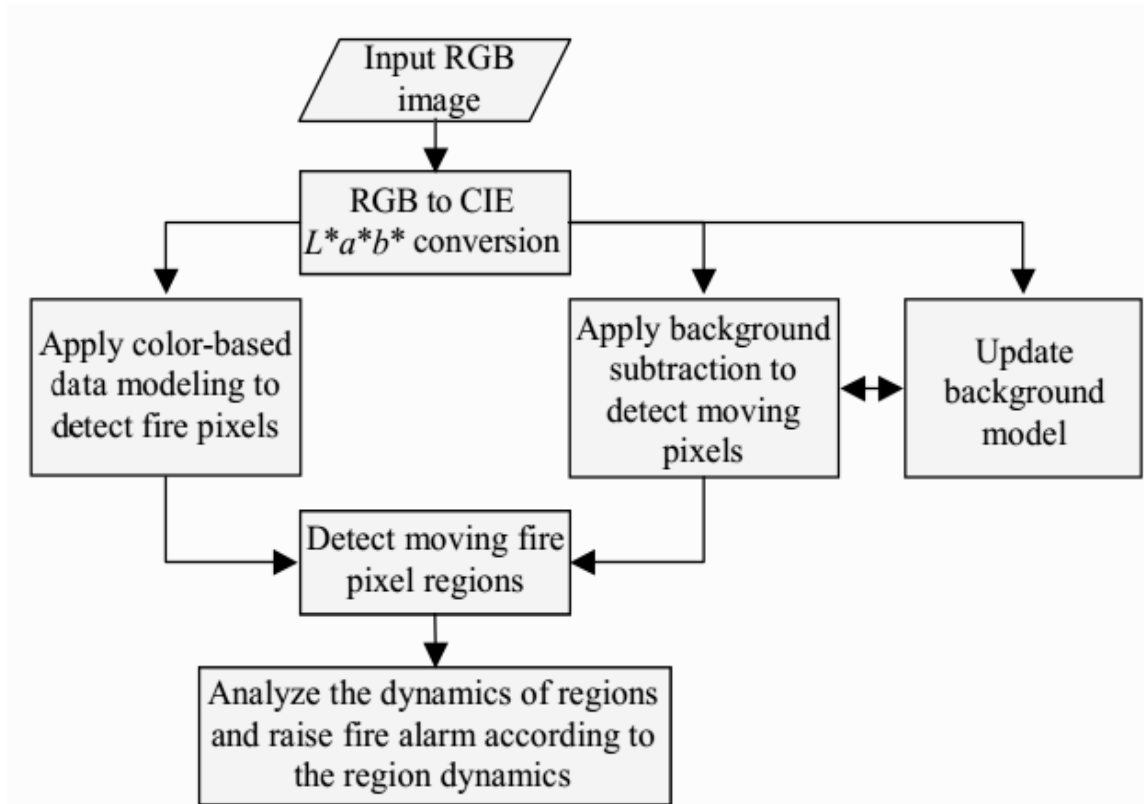 Input RGB
image
RGB to CIE
L*a*b* conversion
Apply color-based
data modeling to
detect fire pixels
Apply background
subtraction to
detect moving
pixels
Update
background
model
Detect moving fire
pixel regions
Analyze the dynamics of regions
and raise fire alarm according to
the region dynamics